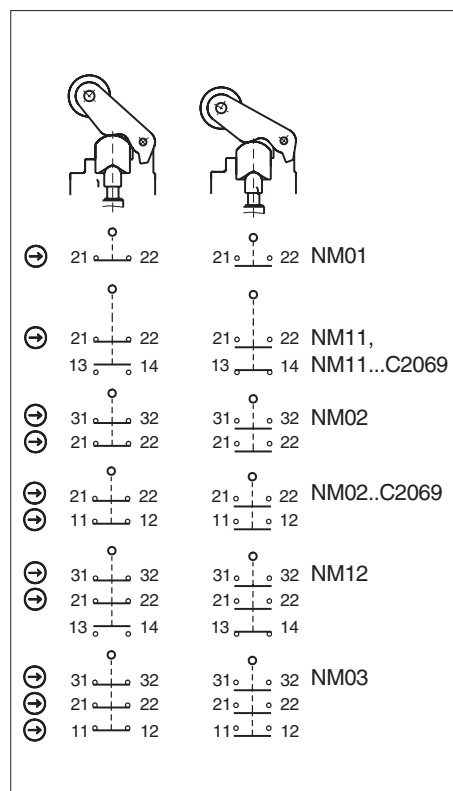 21 22 21 22 NM01
21 22 21 22 NM11,
13 14 13 14 NM11...C2069
31 32 31 32 NM02
21 22 21 22
21 22 21 22 NM02..C2069
11 12 11 12
31 32 31 32 NM12
21 22 21 22
13 14 13 14
31 32 31 32 NM03
21 22 21 22
11 12 11 12